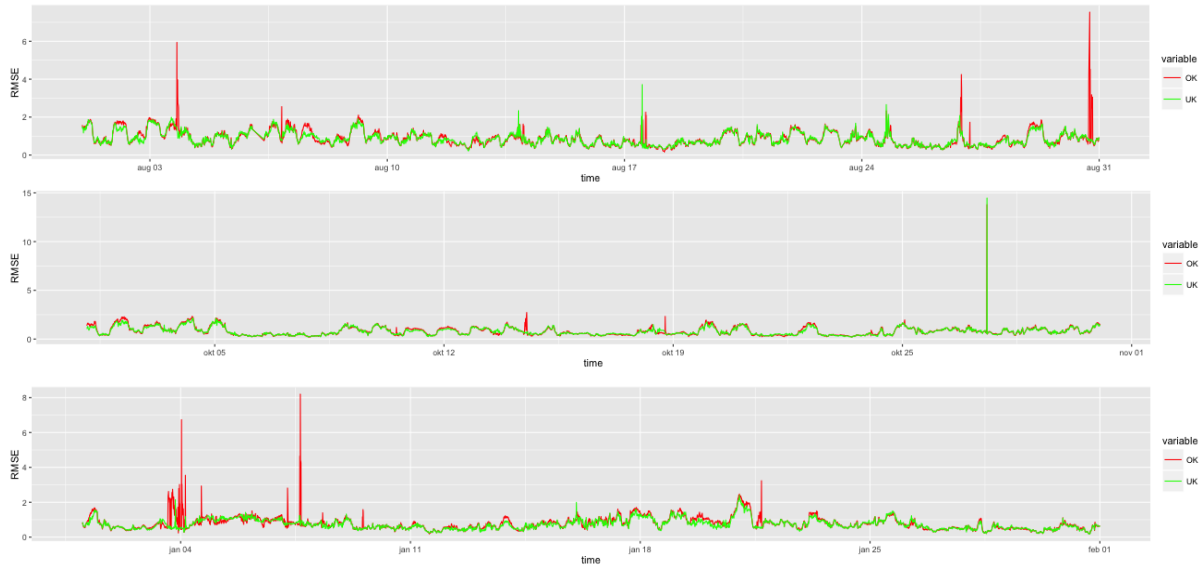 6
4
2
0
RMSE
aug 03
aug 10
aug 17
aug 24
aug 31
time
variable
OK
UK
15
10
5
0
RMSE
okt 05
okt 12
okt 19
okt 25
nov 01
time
variable
OK
UK
8
6
4
2
0
RMSE
jan 04
jan 11
jan 18
jan 25
feb 01
time
variable
OK
UK